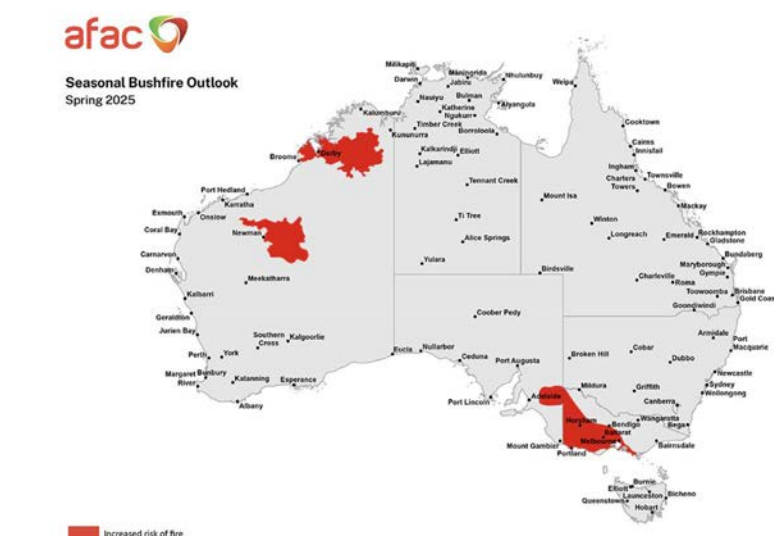 afac
Seasonal Bushfire Outlook
Spring 2025
Milikapiti
Darwin
Maningrida
Jabiru
Nhulunbuy
Weipa
Nauiyu
Bulman
Katherine
Ngukurr
Alyangula
Kalumburu
Timber Creek
Kununurra
Borroloola
Cooktown
Broome
Derby
Kalkarindji
Elliott
Lajamanu
Cairns
Innisfail
Ingham
Townsville
Charters
Towers
Bowen
Tennant Creek
Mount Isa
Mackay
Port Hedland
Karratha
Exmouth
Onslow
Coral Bay
Newman
Ti Tree
Alice Springs
Winton
Longreach
Emerald
Rockhampton
Gladstone
Carnarvon
Denham
Yulara
Birdsville
Bundaberg
Maryborough
Gympie
Meekatharra
Charleville
Roma
Toowoomba
Brisbane
Gold Coas
Kalbarri
Goondiwindi
Geraldton
Coober Pedy
Jurien Bay
Southern
Cross
Kalgoorlie
Armidale
Port
Macquarie
Perth
York
Eucla
Nullarbor
Ceduna
Port Augusta
Broken Hill
Cobar
Dubbo
Margaret
River
Bunbury
Katanning
Esperance
Newcastle
Mildura
Griffith
Sydney
Wollongong
Albany
Port Lincoln
Adelaide
Canberra
Horsham
Bendigo
Wangaratta
Bega
Ballarat
Melbourne
Mount Gambier
Portland
Bairnsdale
Burnie
Elliott
Launceston
Bicheno
Queenstown
Hobart
Increased risk of fire